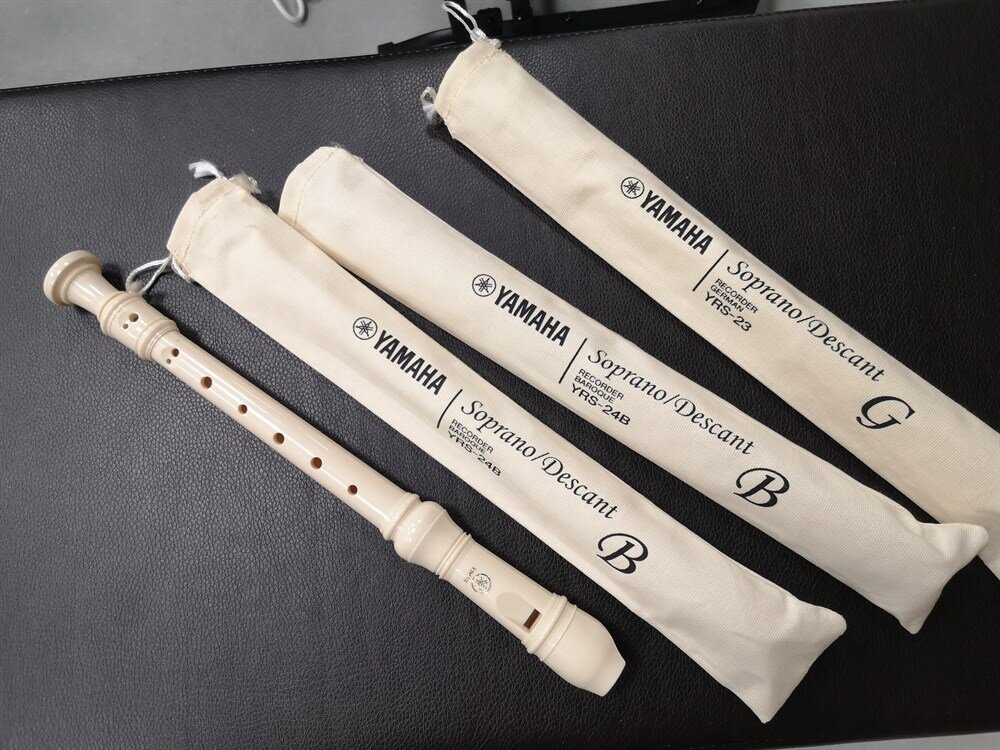 YAMAHA
Soprano/Descant
RECORDER
GERMAN
YRS-23
G
YAMAHA
Soprano/Descant
RECORDER
BAROQUE
YRS-24B
B
YAMAHA
Soprano/Descant
RECORDER
BAROQUE
YRS-24B
B